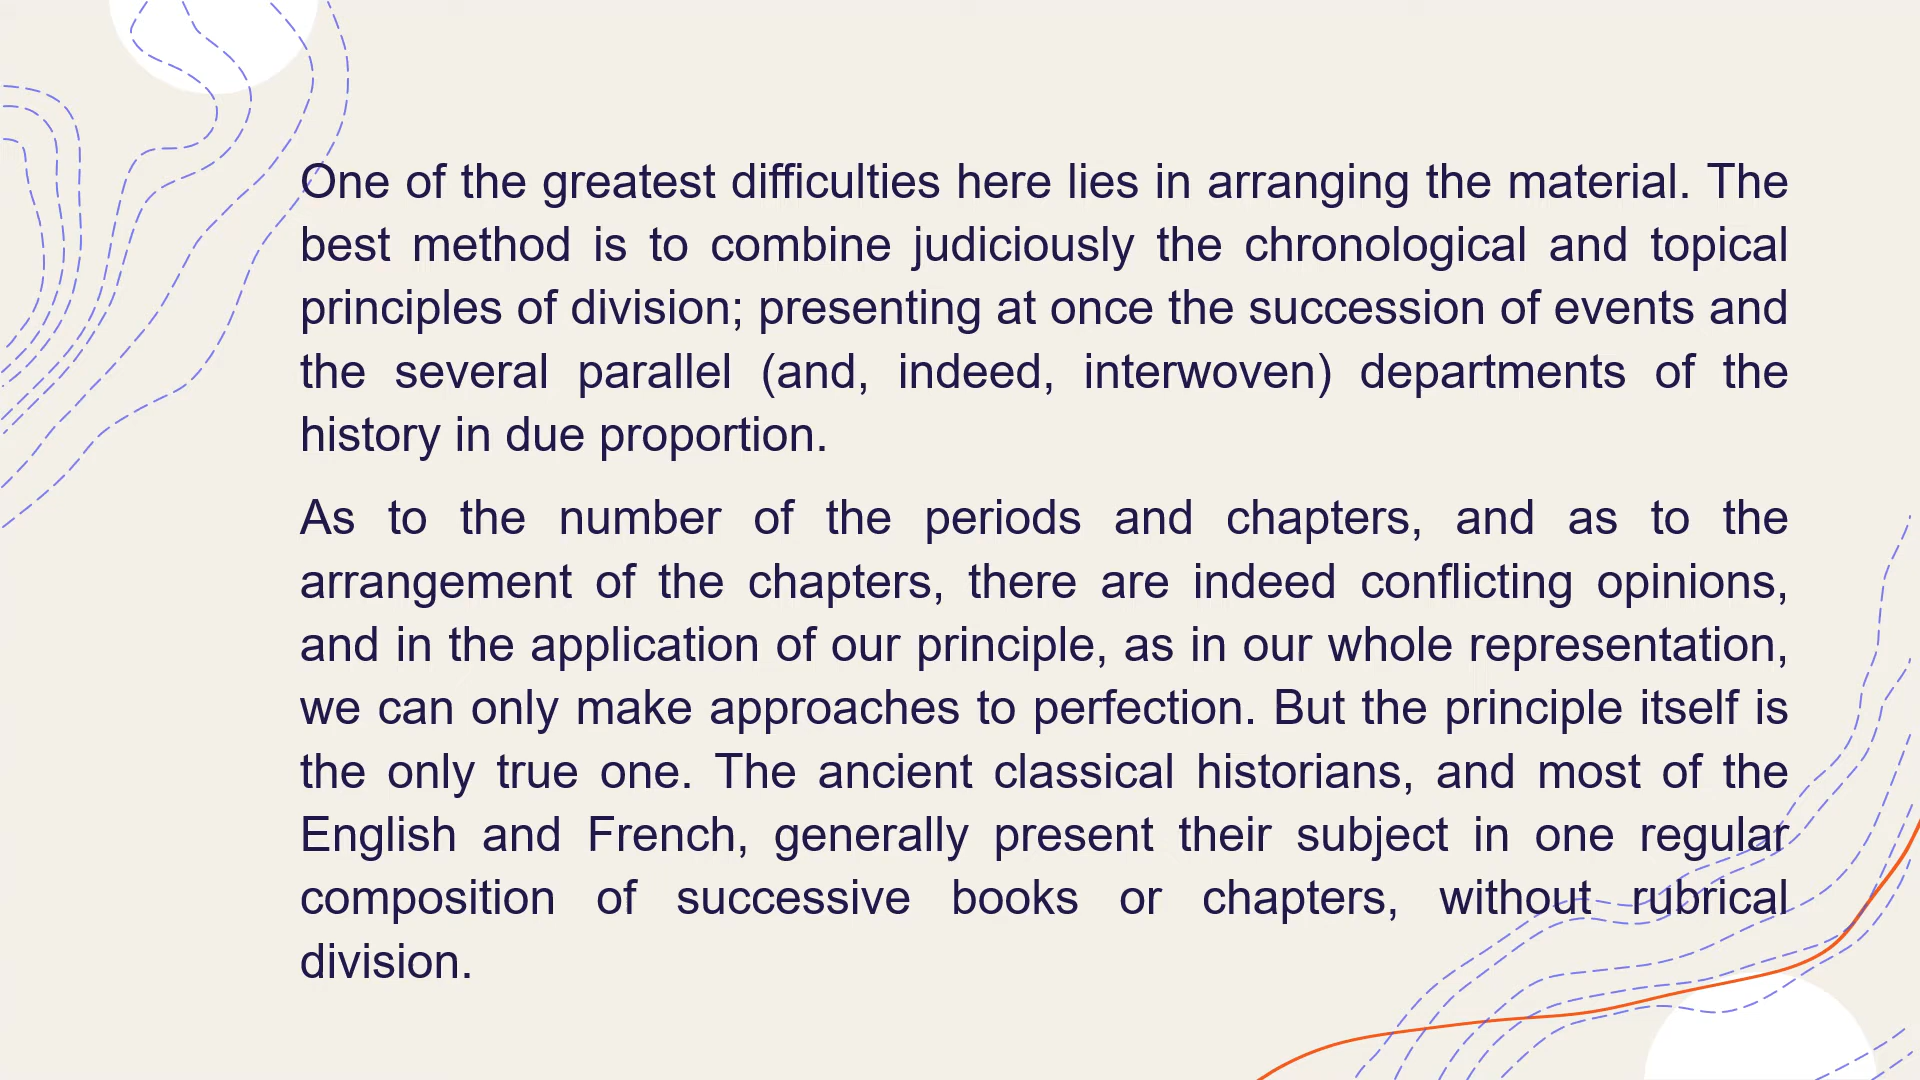 One of the greatest difficulties here lies in arranging the material. The
best method is to combine judiciously the chronological and topical
principles of division; presenting at once the succession of events and
the several parallel (and, indeed, interwoven) departments of the
history in due proportion.
As to the number of the periods and chapters, and as to the
arrangement of the chapters, there are indeed conflicting opinions,
and in the application of our principle, as in our whole representation,
we can only make approaches to perfection. But the principle itself is
the only true one. The ancient classical historians, and most of the
English and French, generally present their subject in one regular
composition of successive books or chapters, without rubrical
division.